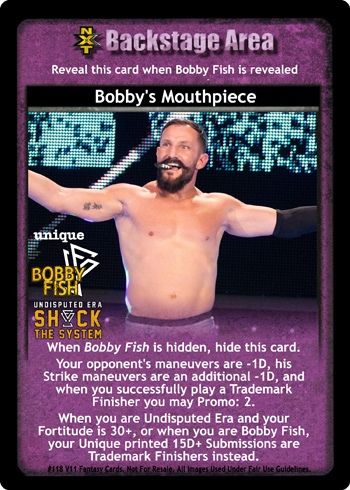 NXT
Backstage Area
Reveal this card when Bobby Fish is revealed
Bobby's Mouthpiece
unique
BOBBY
FISH
UNDISPUTED ERA
SHOCK
THE SYSTEM
When Bobby Fish is hidden, hide this card.
Your opponent's maneuvers are -1D, his
Strike maneuvers are an additional -1D, and
when you successfully play a Trademark
Finisher you may Promo: 2.
When you are Undisputed Era and your
Fortitude is 30+, or when you are Bobby Fish,
your Unique printed 15D+ Submissions are
Trademark Finishers instead.
#118 V11 Fantasy Cards. Not For Resale. All Images Used Under Fair Use Guidelines.